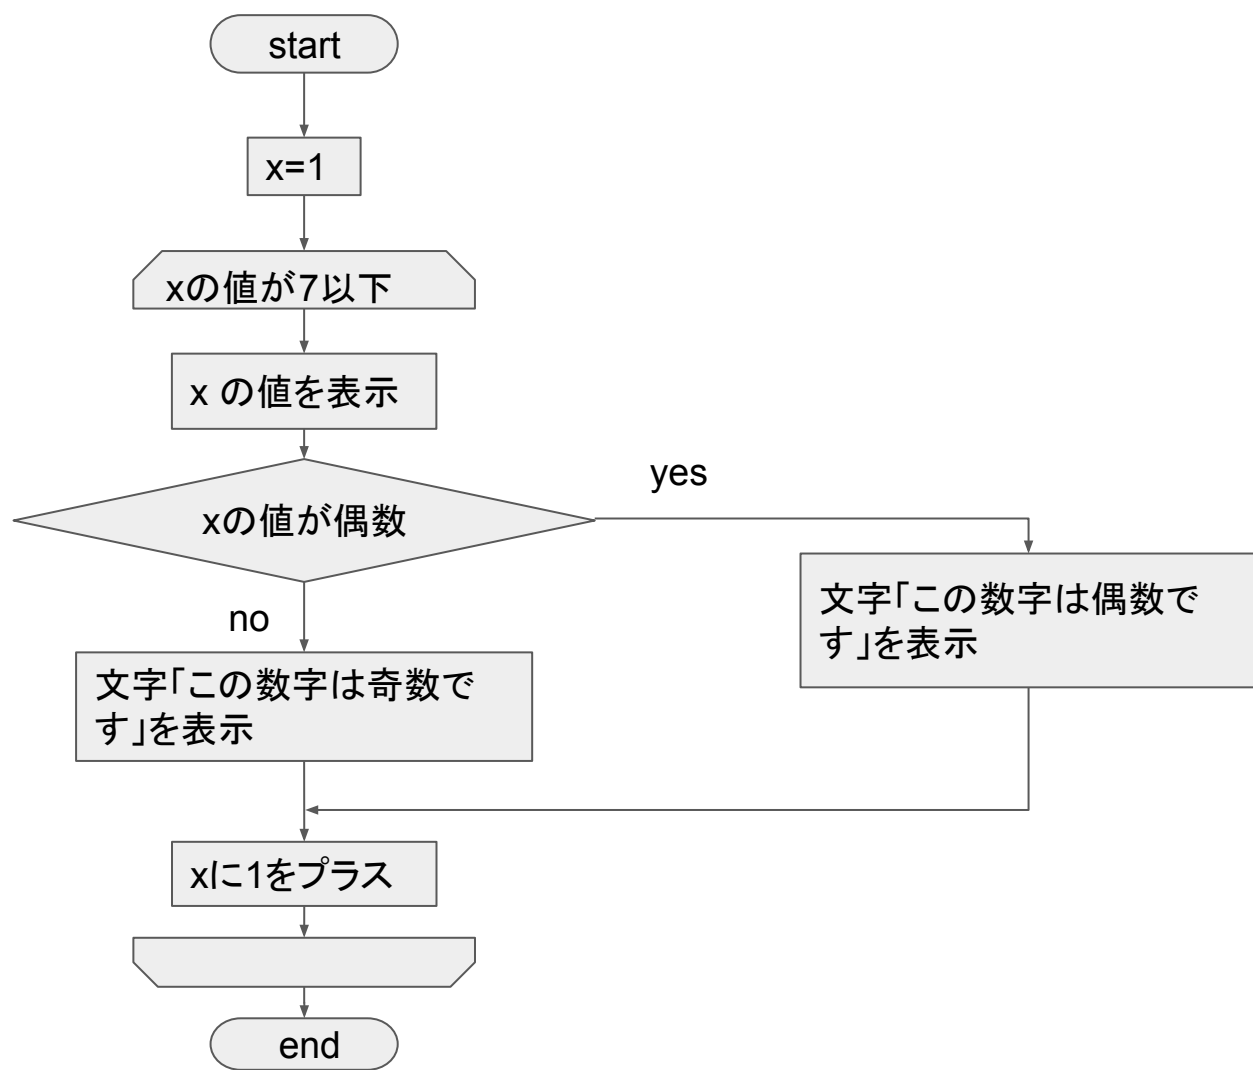 start
x=1
xの値が7以下
x の値を表示
xの値が偶数
yes
no
文字「この数字は偶数で
す」を表示
文字「この数字は奇数で
す」を表示
xに1をプラス
end